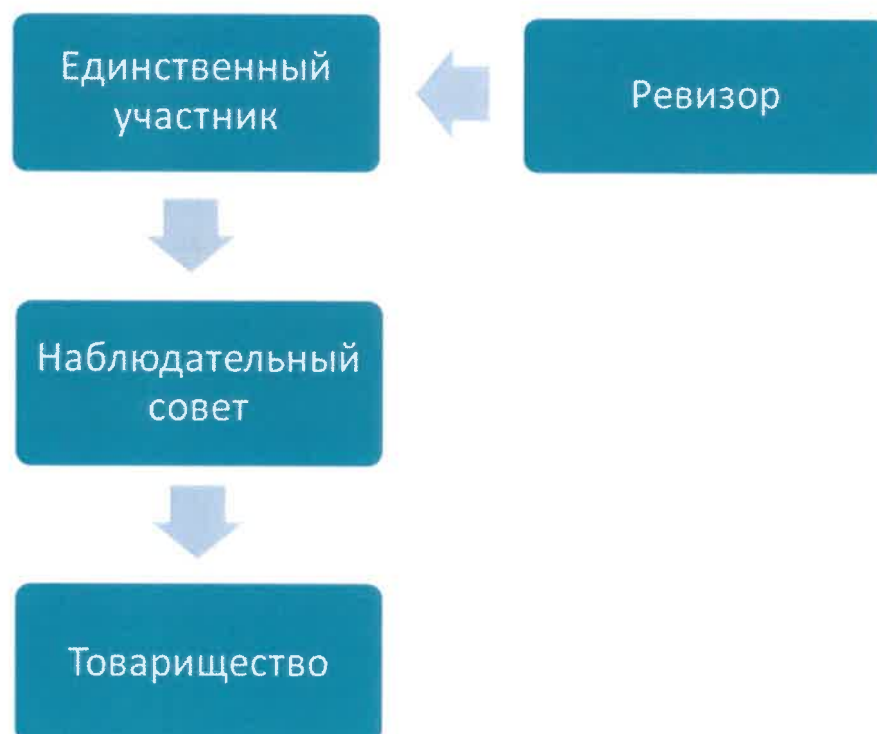 Единственный
участник
Ревизор
Наблюдательный
совет
Товарищество